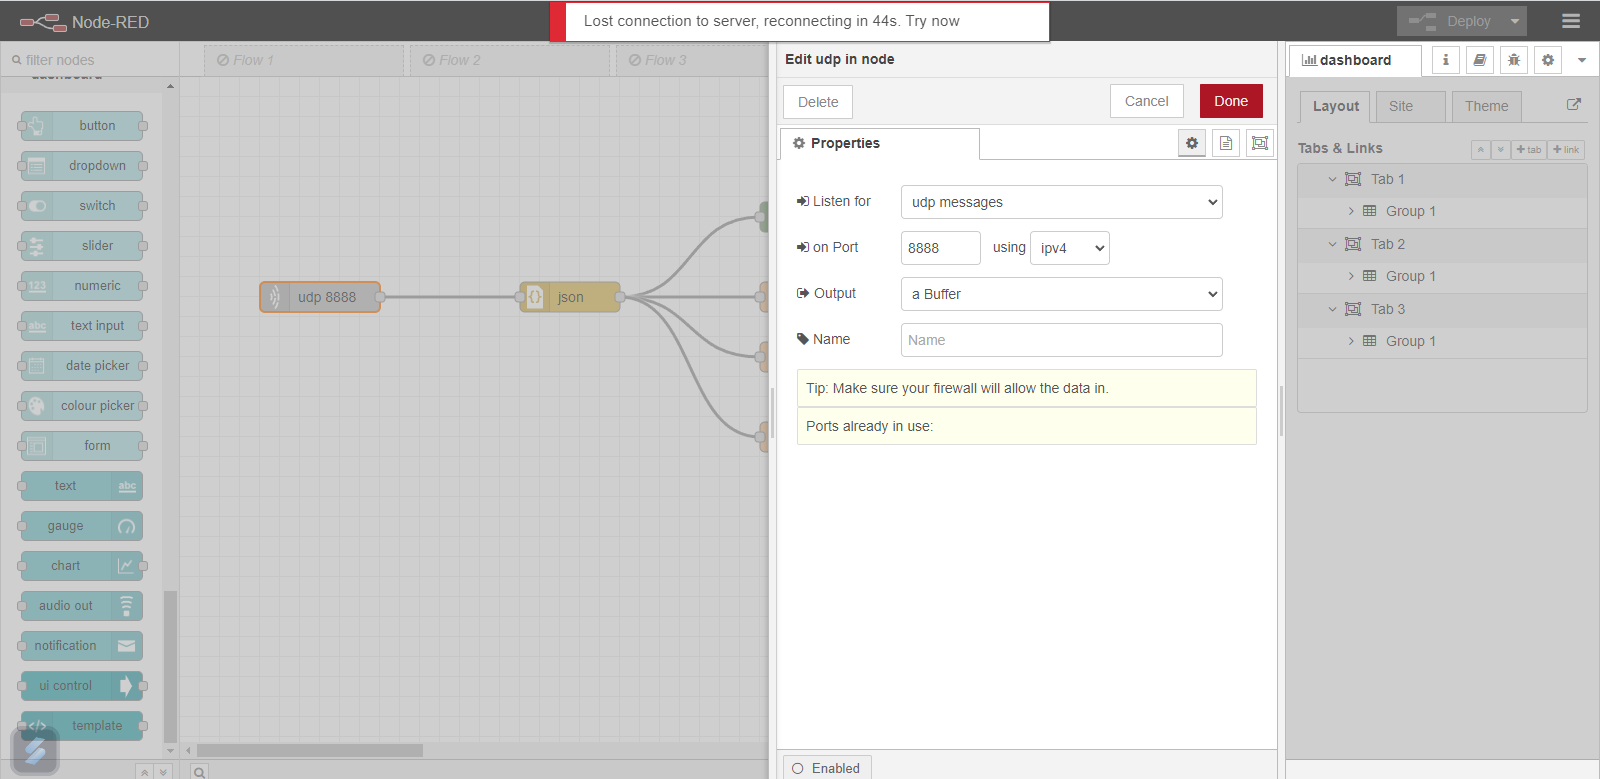 Node-RED
Lost connection to server, reconnecting in 44s. Try now
Deploy
filter nodes
dashboard
button
dropdown
switch
slider
123 numeric
abc text input
date picker
colour picker
form
text abc
gauge
chart
audio out
notification
ui control
</> template
Flow 1
Flow 2
Flow 3
udp 8888
{} json
Edit udp in node
Delete
Cancel
Done
Properties
Listen for
udp messages
on Port
8888
using
ipv4
Output
a Buffer
Name
Name
Tip: Make sure your firewall will allow the data in.
Ports already in use:
Enabled
dashboard
i
Layout
Site
Theme
Tabs & Links
+ tab
+ link
Tab 1
Group 1
Tab 2
Group 1
Tab 3
Group 1